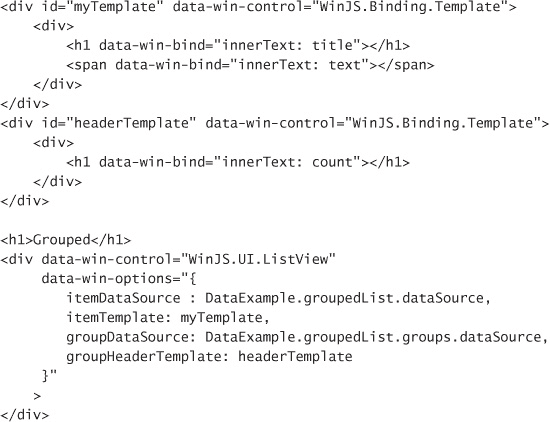 <div id="myTemplate" data-win-control="WinJS.Binding.Template">
    <div>
        <h1 data-win-bind="innerText: title"></h1>
        <span data-win-bind="innerText: text"></span>
    </div>
</div>
<div id="headerTemplate" data-win-control="WinJS.Binding.Template">
    <div>
        <h1 data-win-bind="innerText: count"></h1>
    </div>
</div>

<h1>Grouped</h1>
<div data-win-control="WinJS.UI.ListView"
     data-win-options="{
        itemDataSource : DataExample.groupedList.dataSource,
        itemTemplate: myTemplate,
        groupDataSource: DataExample.groupedList.groups.dataSource,
        groupHeaderTemplate: headerTemplate
     }"
    >
</div>